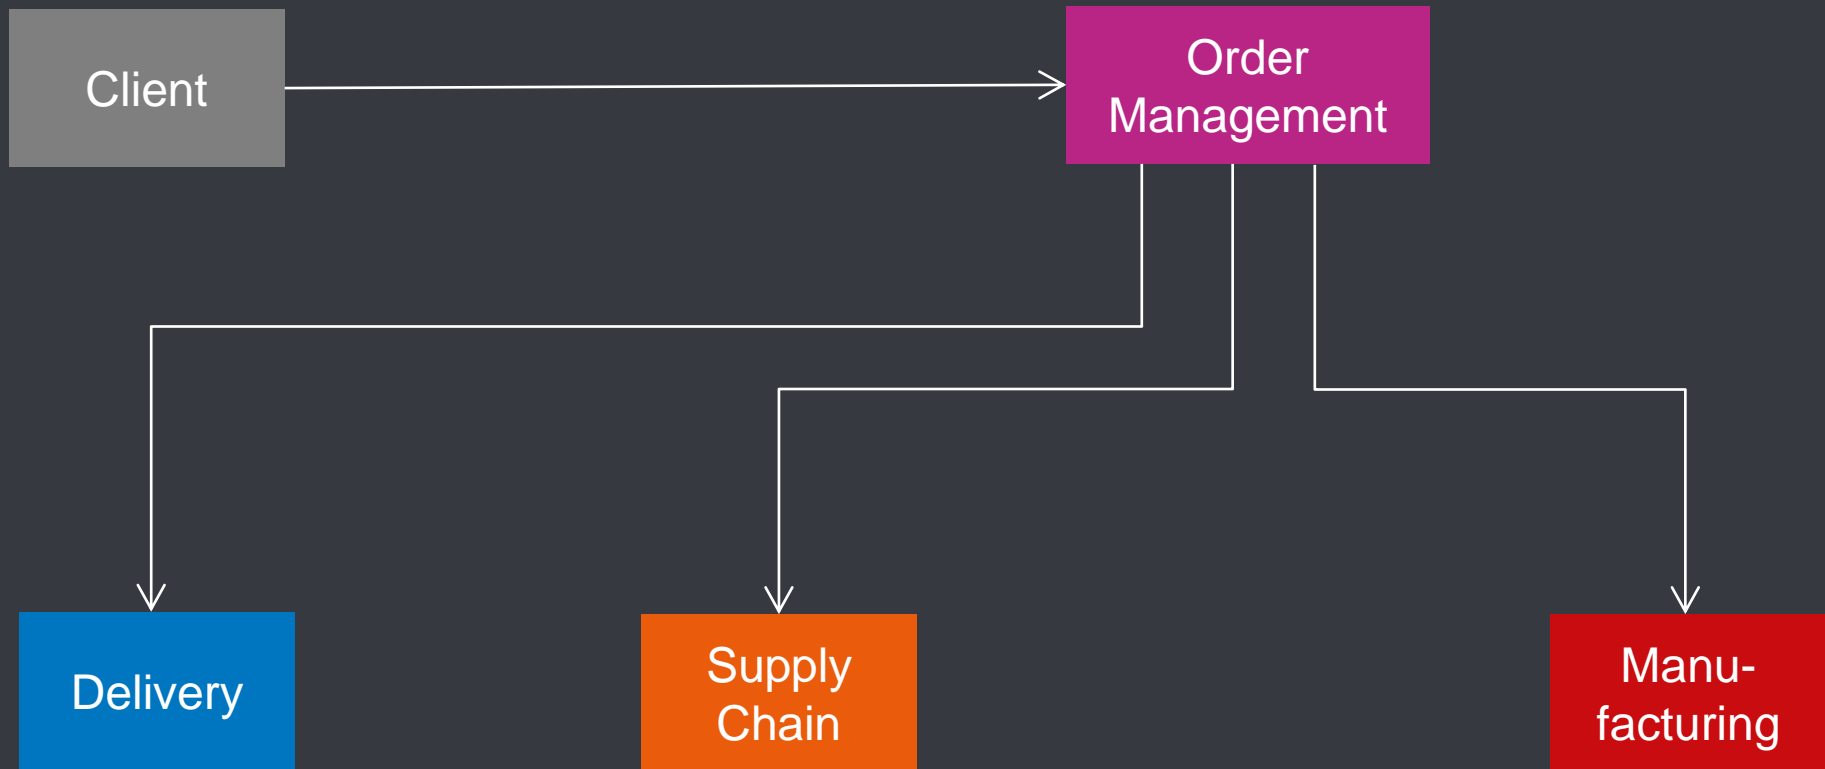 Client
Order
Management
Delivery
Supply
Chain
Manu-
facturing